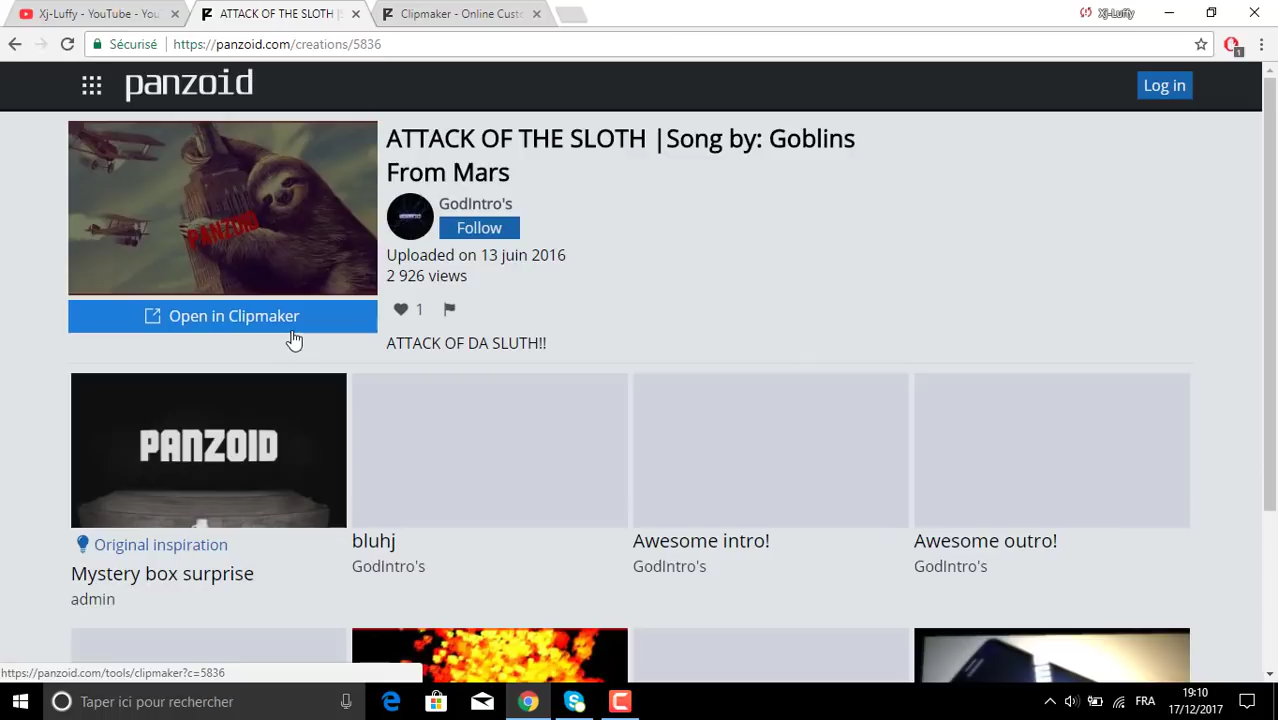 Xj-Luffy - YouTube - You
ATTACK OF THE SLOTH |
Clipmaker - Online Cust
Xj-Luffy
Sécurisé
https://panzoid.com/creations/5836
1
panzoid
Log in
ATTACK OF THE SLOTH |Song by: Goblins
From Mars
PANZOID
GodIntro's
Follow
Uploaded on 13 juin 2016
2 926 views
Open in Clipmaker
1
ATTACK OF DA SLUTH!!
PANZOID
Original inspiration
bluhj
Awesome intro!
Awesome outro!
GodIntro's
GodIntro's
GodIntro's
Mystery box surprise
admin
https://panzoid.com/tools/clipmaker?c=5836
Taper ici pour rechercher
FRA
19:10
17/12/2017